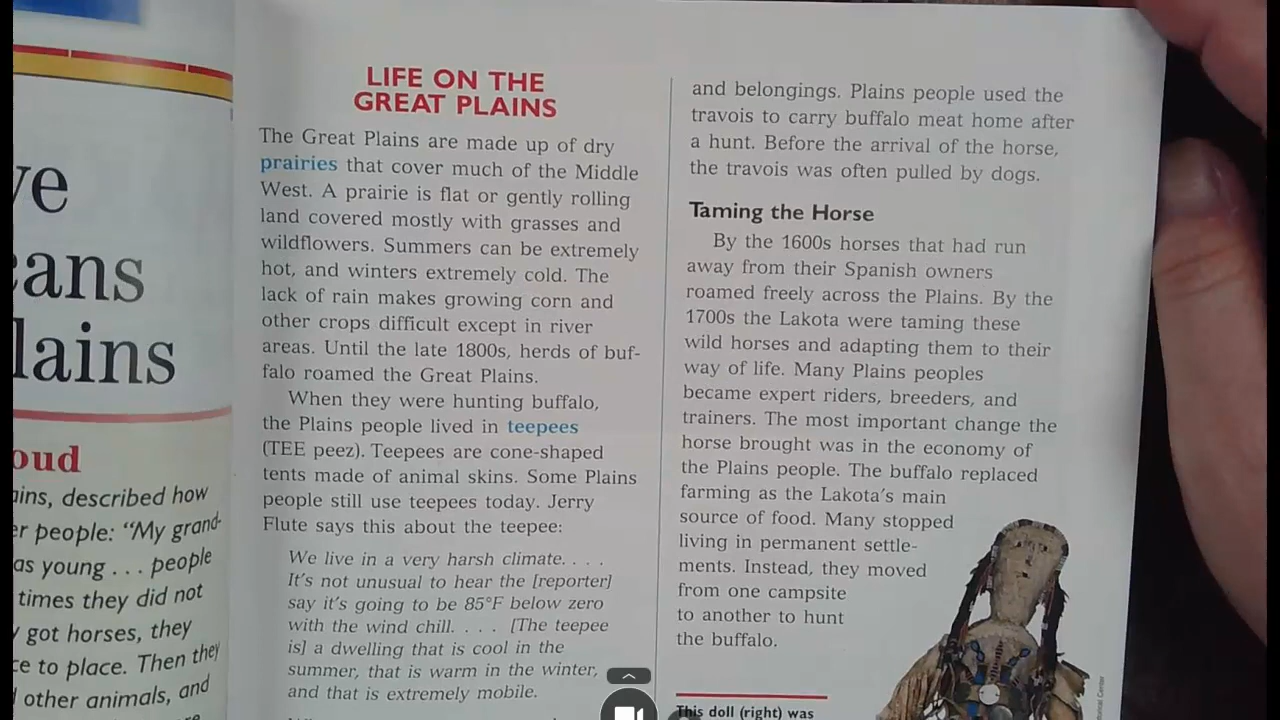 ve
cans
lains
oud
ains, described how
er people: "My grand-
as young . . . people
times they did not
y got horses, they
ce to place. Then they
d other animals, and
LIFE ON THE
GREAT PLAINS
The Great Plains are made up of dry
prairies that cover much of the Middle
West. A prairie is flat or gently rolling
land covered mostly with grasses and
wildflowers. Summers can be extremely
hot, and winters extremely cold. The
lack of rain makes growing corn and
other crops difficult except in river
areas. Until the late 1800s, herds of buf-
falo roamed the Great Plains.
When they were hunting buffalo,
the Plains people lived in teepees
(TEE peez). Teepees are cone-shaped
tents made of animal skins. Some Plains
people still use teepees today. Jerry
Flute says this about the teepee:
We live in a very harsh climate. . . .
It's not unusual to hear the [reporter]
say it's going to be 85°F below zero
with the wind chill. . . . [The teepee
is] a dwelling that is cool in the
summer, that is warm in the winter,
and that is extremely mobile.
and belongings. Plains people used the
travois to carry buffalo meat home after
a hunt. Before the arrival of the horse,
the travois was often pulled by dogs.
Taming the Horse
By the 1600s horses that had run
away from their Spanish owners
roamed freely across the Plains. By the
1700s the Lakota were taming these
wild horses and adapting them to their
way of life. Many Plains peoples
became expert riders, breeders, and
trainers. The most important change the
horse brought was in the economy of
the Plains people. The buffalo replaced
farming as the Lakota's main
source of food. Many stopped
living in permanent settle-
ments. Instead, they moved
from one campsite
to another to hunt
the buffalo.
This doll (right) was